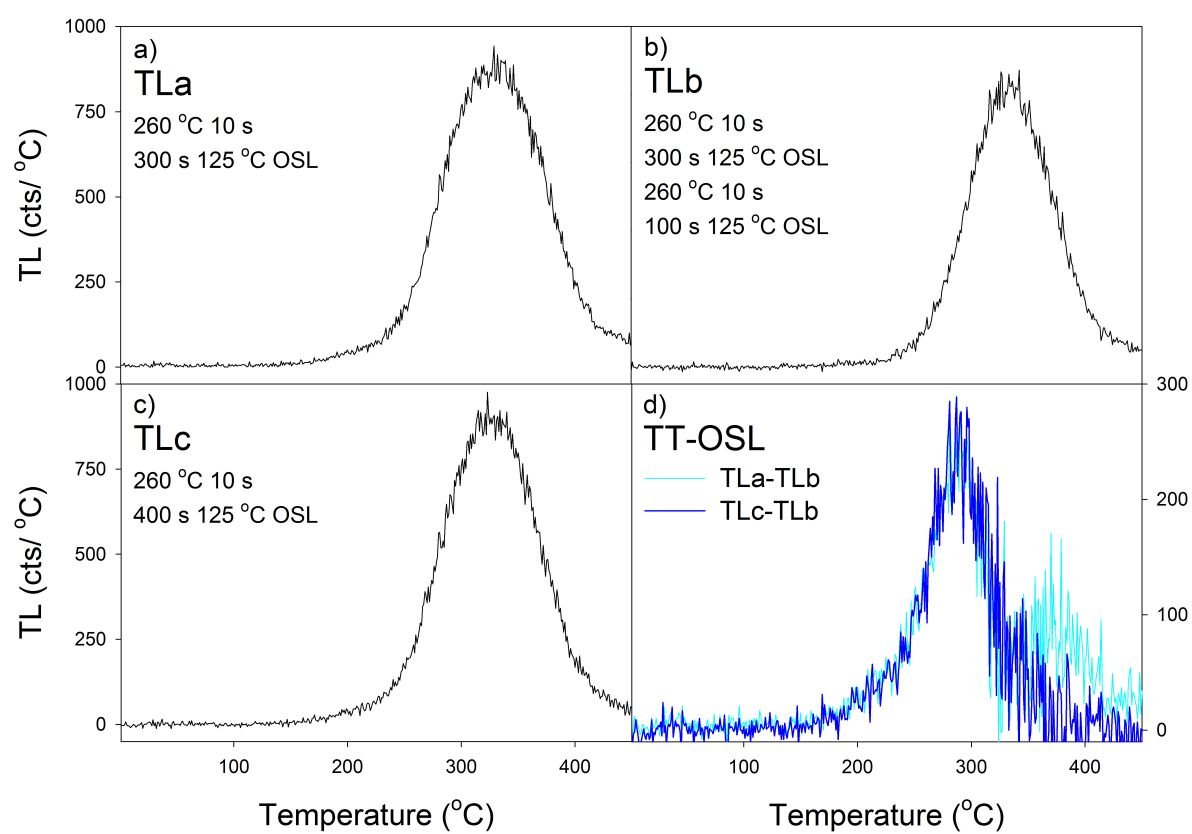 1000
750
500
250
0
TL (cts/ °C)
a)
TLa
260 °C 10 s
300 s 125 °C OSL
b)
TLb
260 °C 10 s
300 s 125 °C OSL
260 °C 10 s
100 s 125 °C OSL
1000
750
500
250
0
TL (cts/ °C)
c)
TLc
260 °C 10 s
400 s 125 °C OSL
d)
TT-OSL
TLa-TLb
TLc-TLb
300
200
100
0
100 200 300 400
100 200 300 400
Temperature (°C)
Temperature (°C)